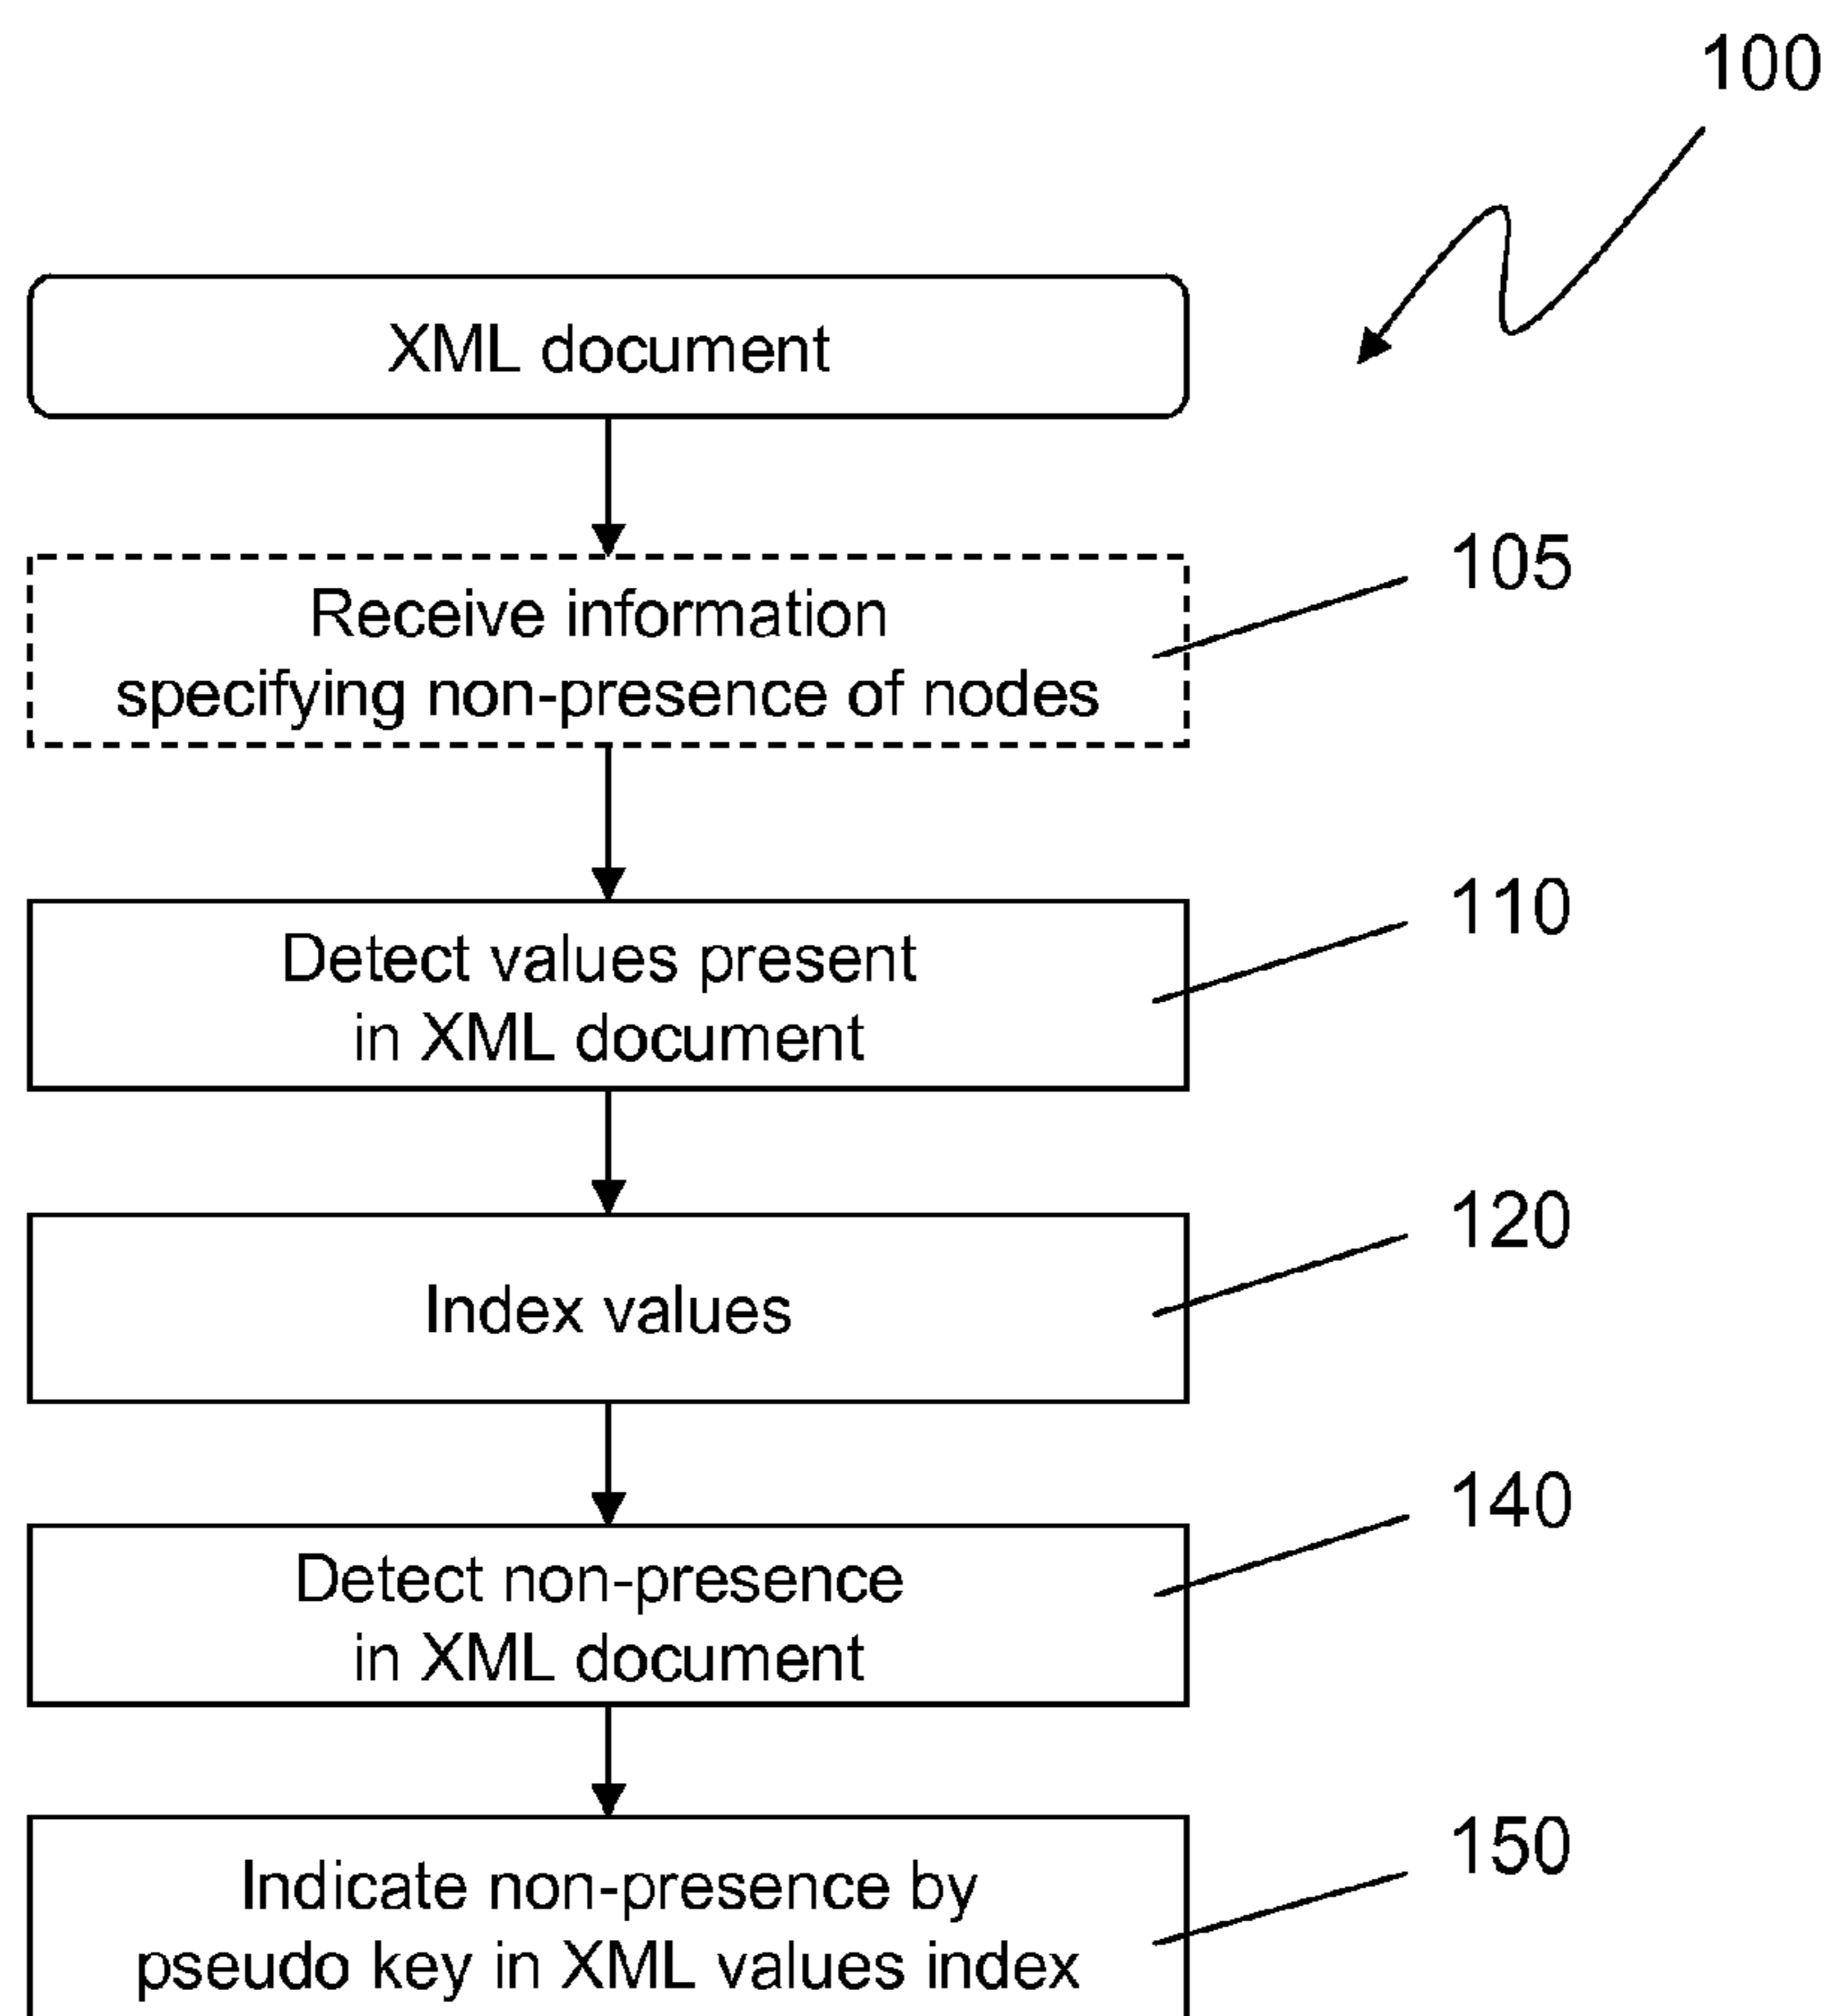 100
XML document
Receive information
specifying non-presence of nodes
105
Detect values present
in XML document
110
Index values
120
Detect non-presence
in XML document
140
Indicate non-presence by
pseudo key in XML values index
150